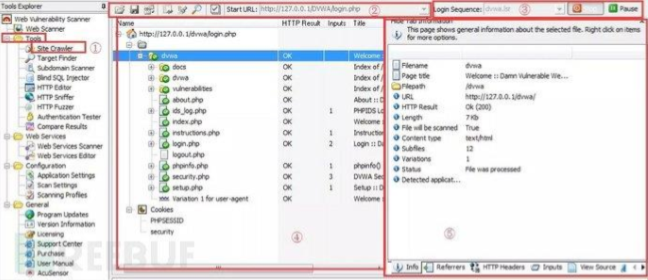 Tools Explorer
Web Vulnerability Scanner
Tools
Site Crawler ①
Target Finder
Subdomain Scanner
Blind SQL Injector
HTTP Editor
HTTP Sniffer
HTTP Fuzzer
Authentication Tester
Compare Results
Web Services
Web Services Scanner
Web Services Editor
Configuration
Application Settings
Scan Settings
Scanning Profiles
General
Program Updates
Version Information
Licensing
Support Center
Purchase
User Manual
AcuSensor
Start URL: http://127.0.0.1/DVWA/login.php ②
Login Sequence: dvwa.lsr ③
Pause
Name HTTP Result Inputs Title
http://127.0.0.1/dvwa/login.php
/
dvwa OK Welcome
docs OK Index of /
dvwa OK Index of /
vulnerabilities OK Index of /
about.php OK About :: D
ids_log.php OK 1 PHPIDS Lo
index.php OK Welcome
instructions.php OK 1 Instruction
login.php OK 2 Login :: Da
logout.php
phpinfo.php OK 1 phpinfo()
security.php OK 3 DVWA Sec
setup.php OK 1 Setup :: D
Variation 1 for user-agent OK Welcome
Cookies
PHPSESSID
security
④
Hide Tab Information
This page shows general information about the selected file. Right click on items for more options.
Filename dvwa
Page title Welcome :: Damn Vulnerable We...
Filepath /dvwa
URL http://127.0.0.1/dvwa/
HTTP Result Ok (200)
Length 7 Kb
File will be scanned True
Content type text/html
Subfiles 12
Variations 1
Status File was processed
Detected applicat...
⑤
Info Referrers HTTP Headers Inputs View Source
REEBUF